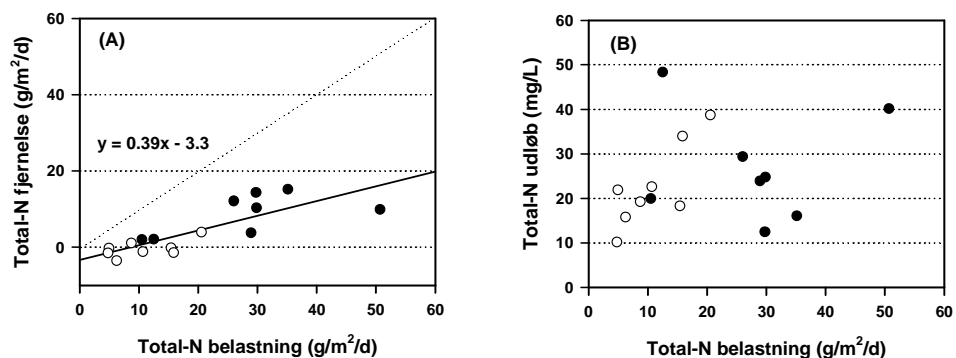 (A)
Total-N fjernelse (g/m²/d)
60
40
20
0
y = 0.39x - 3.3
0 10 20 30 40 50 60
Total-N belastning (g/m²/d)
(B)
Total-N udløb (mg/L)
60
50
40
30
20
10
0
0 10 20 30 40 50 60
Total-N belastning (g/m²/d)